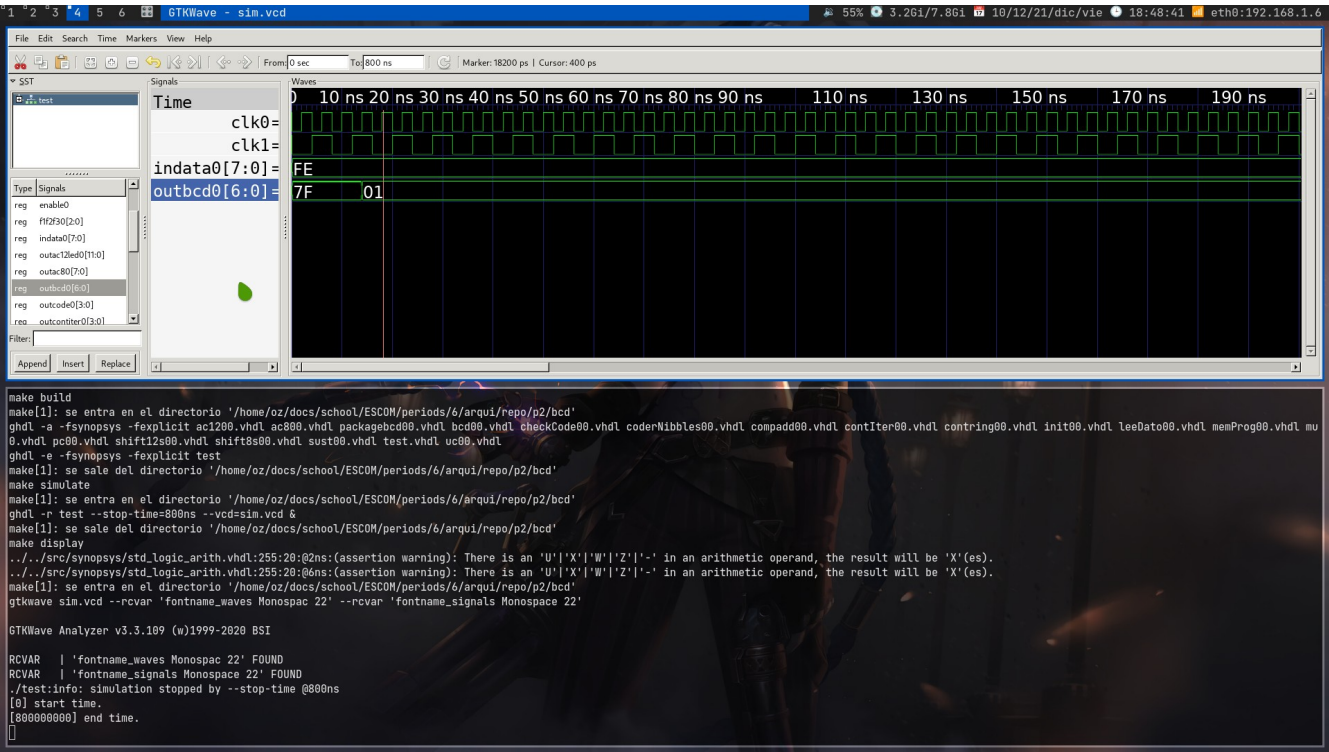 1 2 3 4 5 6 GTKWave - sim.vcd 55% 3.2Gi/7.8Gi 10/12/21/dic/vie 18:48:41 eth0:192.168.1.6
File Edit Search Time Markers View Help
From: 0 sec To: 800 ns Marker: 18200 ps | Cursor: 400 ps
SST
test
Type Signals
reg enable0
reg f1f2f30[2:0]
reg indata0[7:0]
reg outac12led0[11:0]
reg outac80[7:0]
reg outbcd0[6:0]
reg outcode0[3:0]
reg outcontiter0[3:0]
Filter:
Append Insert Replace
Signals
Time
clk0=
clk1=
indata0[7:0]=
outbcd0[6:0]=
Waves
0 10 ns 20 ns 30 ns 40 ns 50 ns 60 ns 70 ns 80 ns 90 ns 110 ns 130 ns 150 ns 170 ns 190 ns
FE
7F 01
make build
make[1]: se entra en el directorio '/home/oz/docs/school/ESCOM/periods/6/arqui/repo/p2/bcd'
ghdl -a -fsynopsys -fexplicit ac1200.vhdl ac800.vhdl packagebcd00.vhdl bcd00.vhdl checkCode00.vhdl coderNibbles00.vhdl compadd00.vhdl contIter00.vhdl contring00.vhdl init00.vhdl leeDato00.vhdl memProg00.vhdl mu
0.vhdl pc00.vhdl shift12s00.vhdl shift8s00.vhdl sust00.vhdl test.vhdl uc00.vhdl
ghdl -e -fsynopsys -fexplicit test
make[1]: se sale del directorio '/home/oz/docs/school/ESCOM/periods/6/arqui/repo/p2/bcd'
make simulate
make[1]: se entra en el directorio '/home/oz/docs/school/ESCOM/periods/6/arqui/repo/p2/bcd'
ghdl -r test --stop-time=800ns --vcd=sim.vcd &
make[1]: se sale del directorio '/home/oz/docs/school/ESCOM/periods/6/arqui/repo/p2/bcd'
make display
../../src/synopsys/std_logic_arith.vhdl:255:20:@2ns:(assertion warning): There is an 'U'|'X'|'W'|'Z'|'-' in an arithmetic operand, the result will be 'X'(es).
../../src/synopsys/std_logic_arith.vhdl:255:20:@6ns:(assertion warning): There is an 'U'|'X'|'W'|'Z'|'-' in an arithmetic operand, the result will be 'X'(es).
make[1]: se entra en el directorio '/home/oz/docs/school/ESCOM/periods/6/arqui/repo/p2/bcd'
gtkwave sim.vcd --rcvar 'fontname_waves Monospac 22' --rcvar 'fontname_signals Monospace 22'
GTKWave Analyzer v3.3.109 (w)1999-2020 BSI
RCVAR | 'fontname_waves Monospac 22' FOUND
RCVAR | 'fontname_signals Monospace 22' FOUND
./test:info: simulation stopped by --stop-time @800ns
[0] start time.
[800000000] end time.